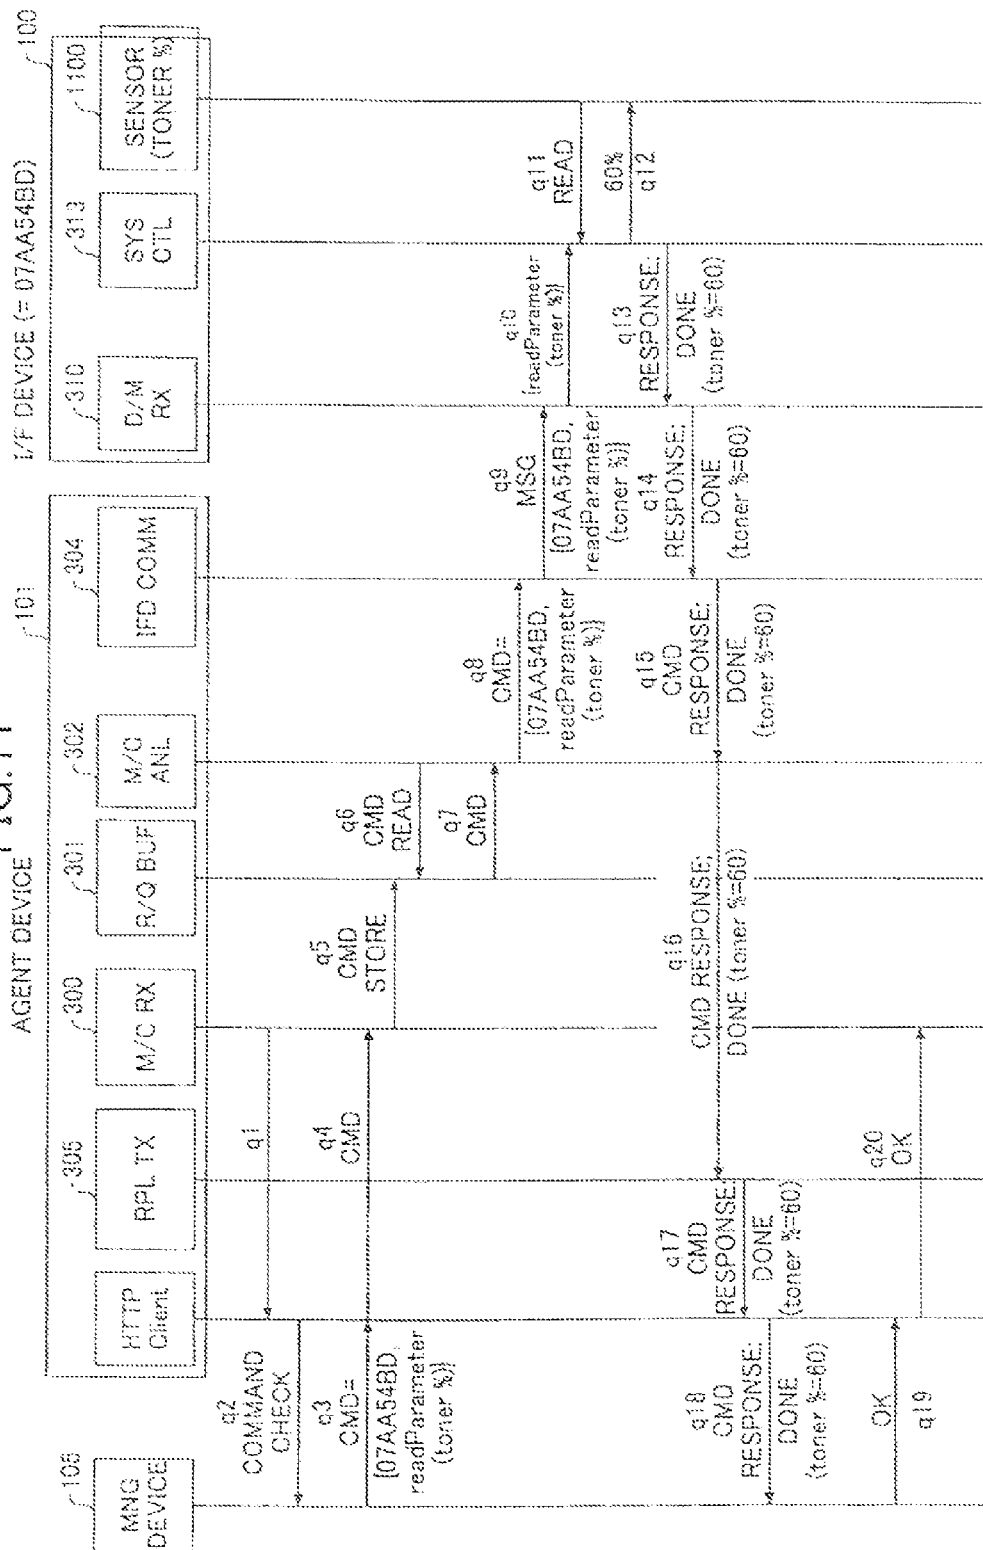 AGENT DEVICE
101
I/F DEVICE (= 07AA54BD)
100
MNG
DEVICE
HTTP
Client
305
RPL TX
300
M/C RX
301
R/Q BUF
302
M/C
ANL
304
IFD COMM
310
D/M
RX
313
SYS
CTL
1100
SENSOR
(TONER %)
q1
q2
COMMAND
CHECK
q3
CMD=
[07AA54BD,
readParameter
(toner %)]
q4
CMD
q5
CMD
STORE
q6
CMD
READ
q7
CMD
q8
CMD=
[07AA54BD,
readParameter
(toner %)]
q9
MSG
[07AA54BD,
readParameter
(toner %)]
q10
[readParameter
(toner %)]
q11
READ
60%
q12
q13
RESPONSE;
DONE
(toner %=60)
q14
RESPONSE;
DONE
(toner %=60)
q15
CMD
RESPONSE;
DONE
(toner %=60)
q16
CMD RESPONSE;
DONE (toner %=60)
q17
CMD
RESPONSE;
DONE
(toner %=60)
q18
CMD
RESPONSE;
DONE
(toner %=60)
OK
q19
q20
OK